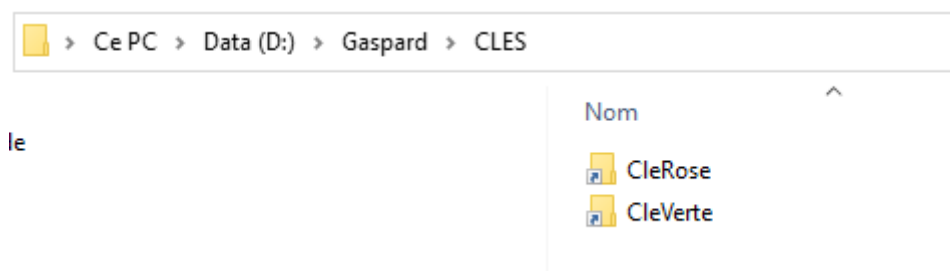 Ce PC > Data (D:) > Gaspard > CLES
Nom
le
CleRose
CleVerte